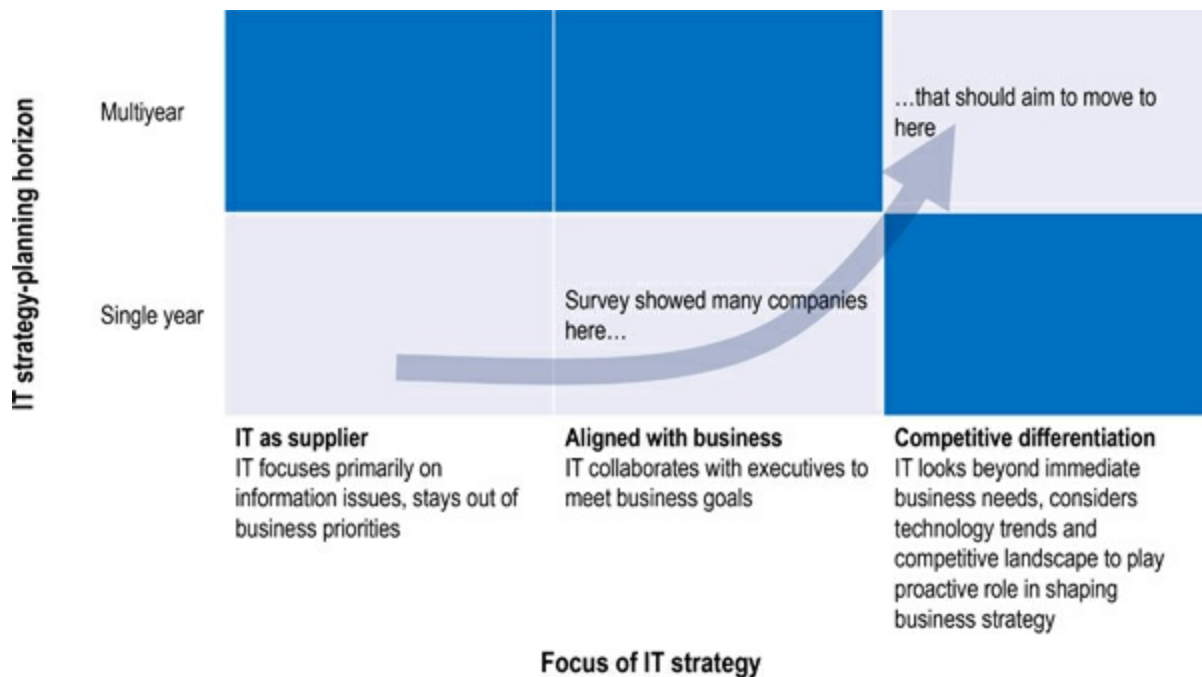 IT strategy-planning horizon
Multiyear
…that should aim to move to
here
Single year
Survey showed many companies
here…
IT as supplier
IT focuses primarily on
information issues, stays out of
business priorities
Aligned with business
IT collaborates with executives to
meet business goals
Competitive differentiation
IT looks beyond immediate
business needs, considers
technology trends and
competitive landscape to play
proactive role in shaping
business strategy
Focus of IT strategy